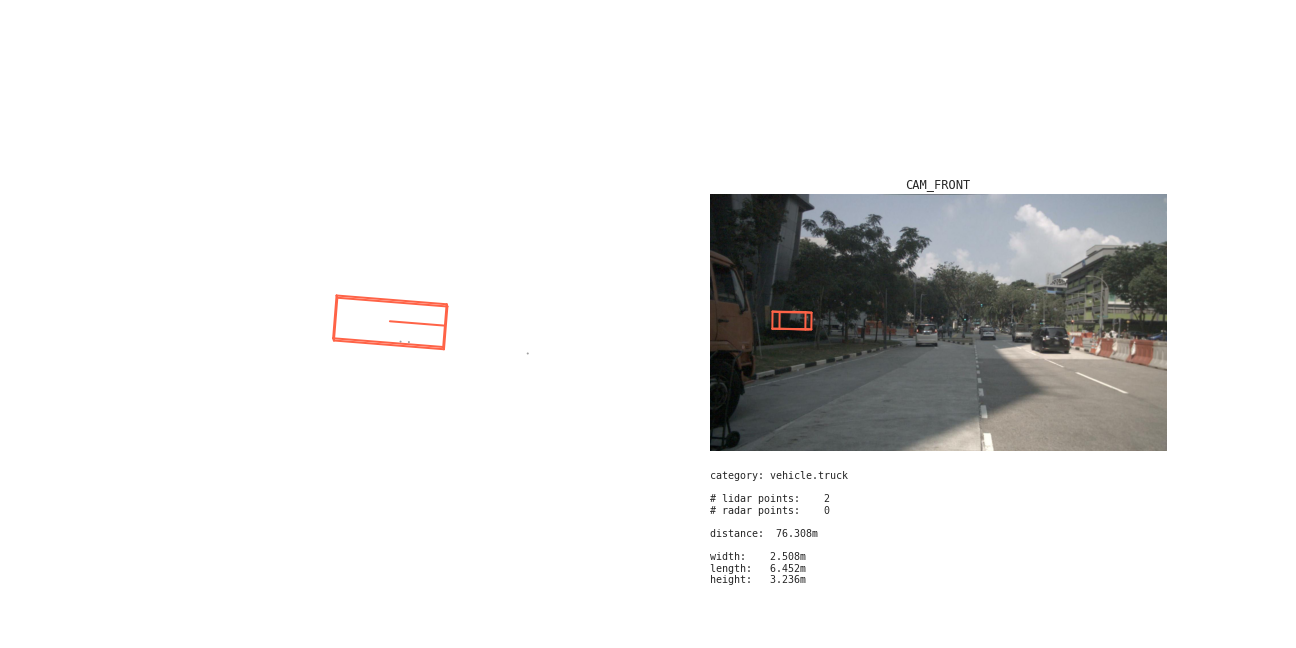 CAM_FRONT
category: vehicle.truck
# lidar points: 2
# radar points: 0
distance: 76.308m
width: 2.508m
length: 6.452m
height: 3.236m